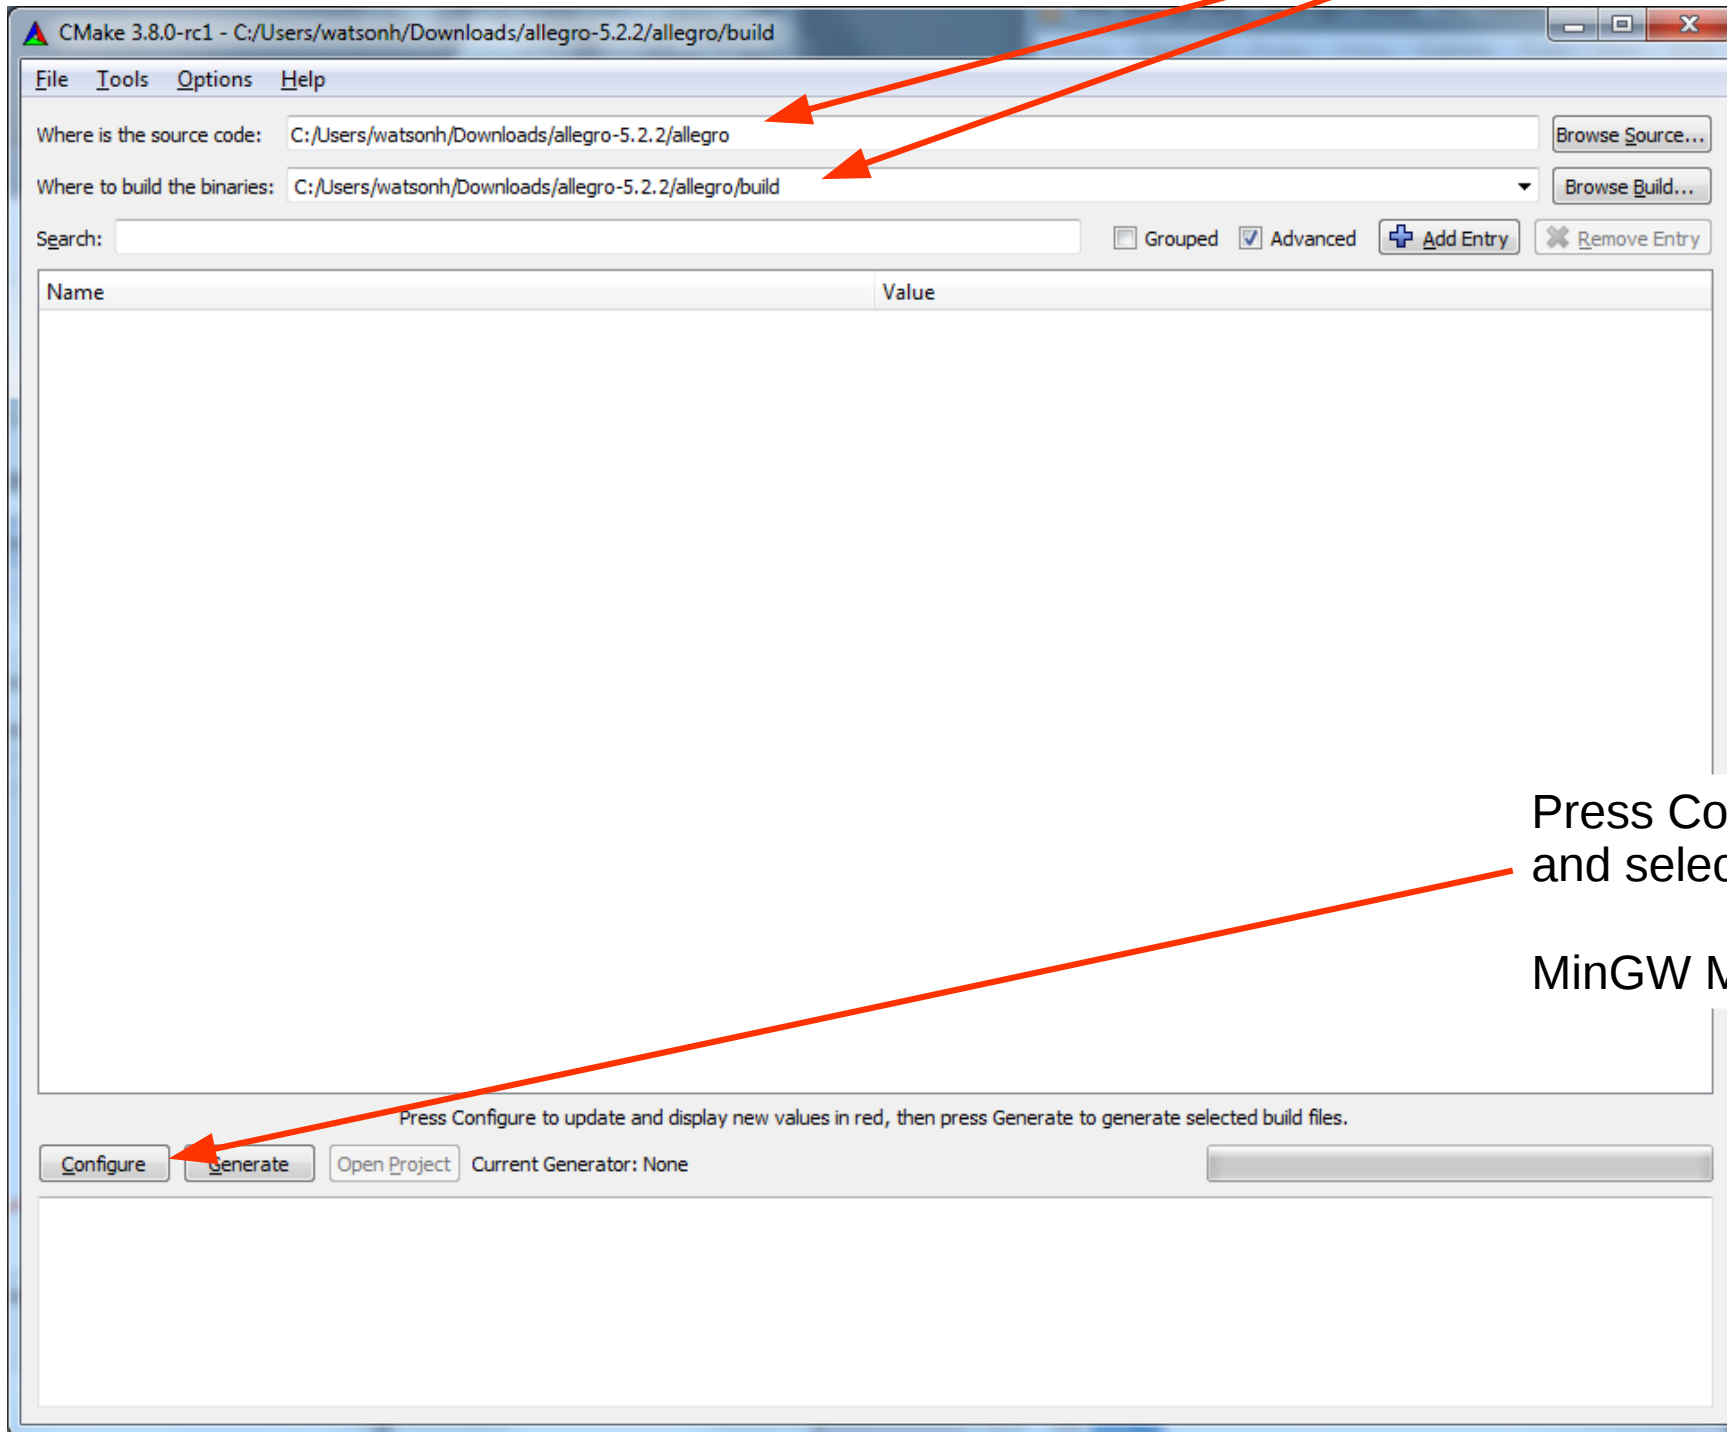 CMake 3.8.0-rc1 - C:/Users/watsonh/Downloads/allegro-5.2.2/allegro/build
File Tools Options Help
Where is the source code: C:/Users/watsonh/Downloads/allegro-5.2.2/allegro Browse Source...
Where to build the binaries: C:/Users/watsonh/Downloads/allegro-5.2.2/allegro/build Browse Build...
Search: Grouped Advanced Add Entry Remove Entry
Name Value
Press Co
and selec
MinGW M
Press Configure to update and display new values in red, then press Generate to generate selected build files.
Configure Generate Open Project Current Generator: None